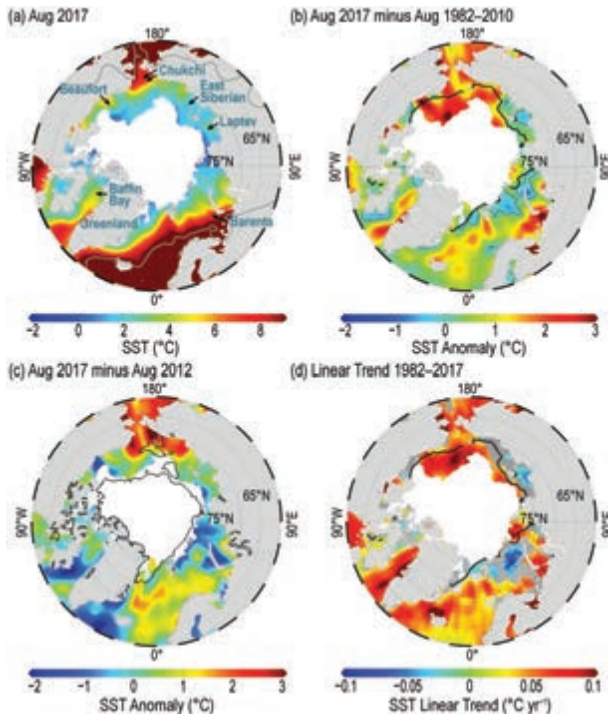 (a) Aug 2017
180°
Chukchi
Beaufort
East
Siberian
Laptev
65°N
75°N
90°W
90°E
Baffin
Bay
Greenland
Barents
0°
−2 0 2 4 6 8
SST (°C)
(b) Aug 2017 minus Aug 1982–2010
180°
65°N
75°N
90°W
90°E
0°
−2 −1 0 1 2 3
SST Anomaly (°C)
(c) Aug 2017 minus Aug 2012
180°
65°N
75°N
90°W
90°E
0°
−2 −1 0 1 2 3
SST Anomaly (°C)
(d) Linear Trend 1982–2017
180°
65°N
75°N
90°W
90°E
0°
−0.1 −0.05 0 0.05 0.1
SST Linear Trend (°C yr⁻¹)